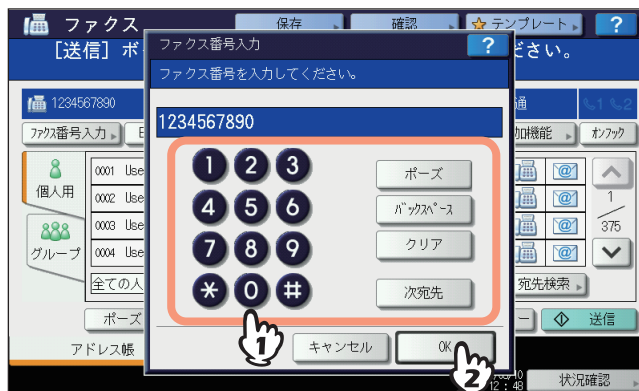 ファクス 保存 確認 テンプレート ?
[送信] ボ ださい。
ファクス番号入力 ?
ファクス番号を入力してください。
1234567890 通 1 2
1234567890
ファクス番号入力 E 加機能 オンフック
個人用
グループ
0001 Use
0002 Use
0003 Use
0004 Use
全ての人
1 2 3
4 5 6
7 8 9
* 0 #
ポーズ
バックスペース
クリア
次宛先
1
375
宛先検索
キャンセル OK
1 2
ポーズ ー 送信
アドレス帳
12:48 状況確認